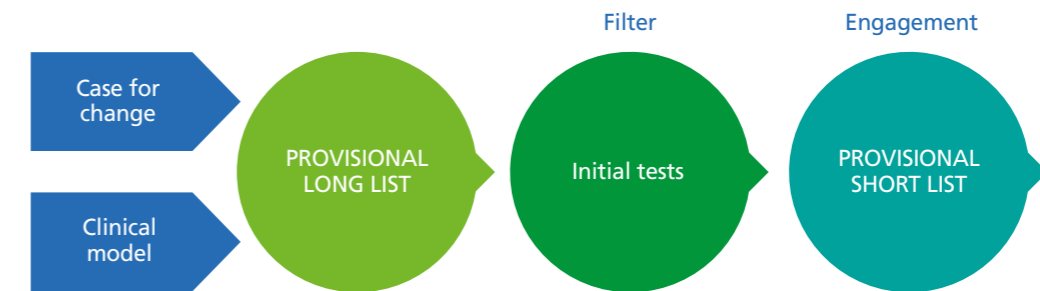 Filter
Engagement
Case for
change
Clinical
model
PROVISIONAL
LONG LIST
Initial tests
PROVISIONAL
SHORT LIST